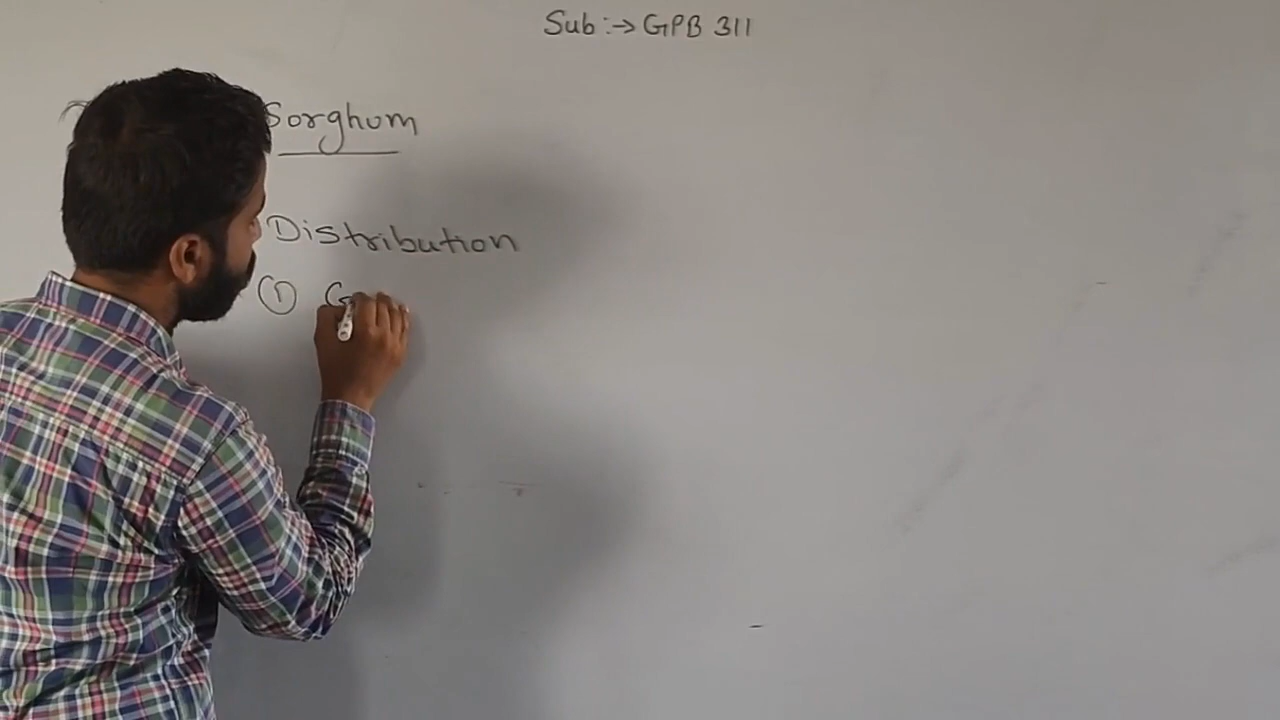 Sub :→ GPB 311
Sorghum
Distribution
① G